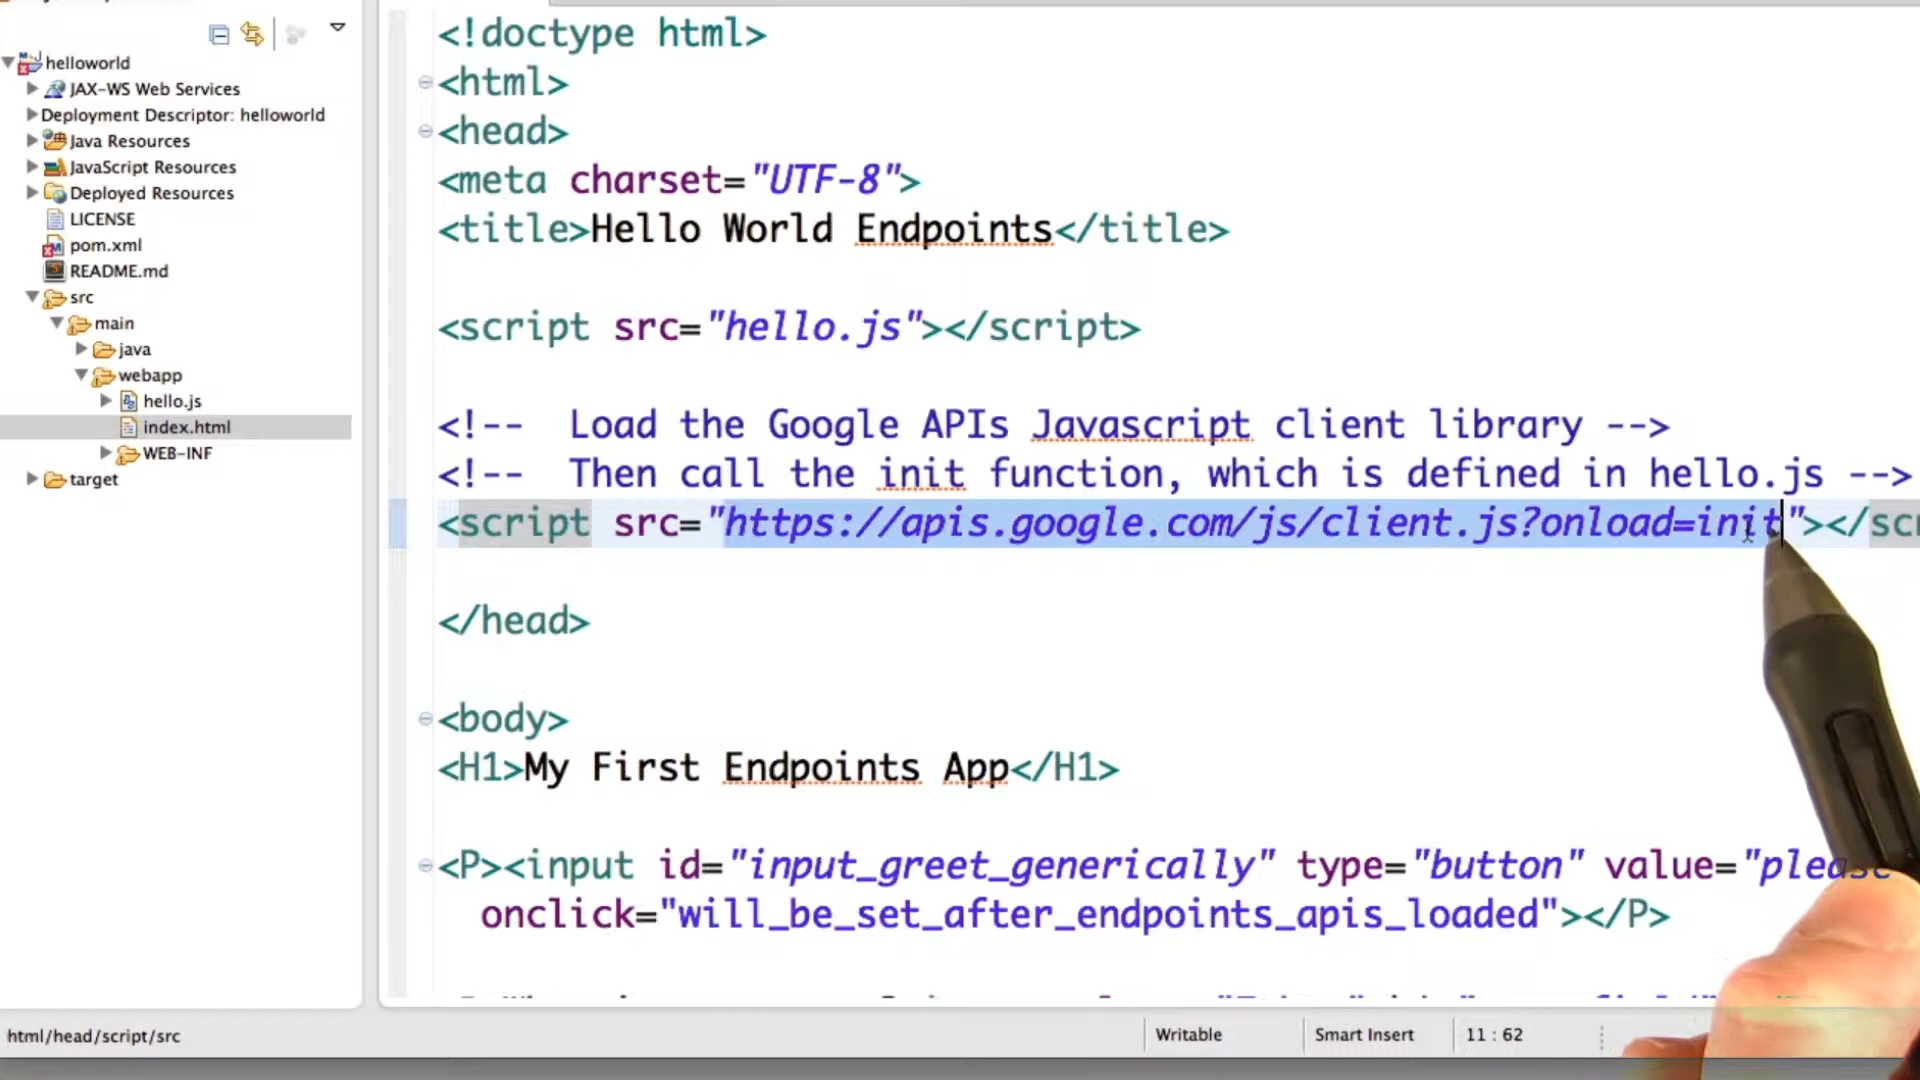 helloworld
JAX-WS Web Services
Deployment Descriptor: helloworld
Java Resources
JavaScript Resources
Deployed Resources
LICENSE
pom.xml
README.md
src
main
java
webapp
hello.js
index.html
WEB-INF
target
<!doctype html>
<html>
<head>
<meta charset="UTF-8">
<title>Hello World Endpoints</title>
<script src="hello.js"></script>
<!--  Load the Google APIs Javascript client library -->
<!--  Then call the init function, which is defined in hello.js -->
<script src="https://apis.google.com/js/client.js?onload=init"></scr
</head>
<body>
<H1>My First Endpoints App</H1>
<P><input id="input_greet_generically" type="button" value="please
onclick="will_be_set_after_endpoints_apis_loaded"></P>
html/head/script/src
Writable
Smart Insert
11 : 62